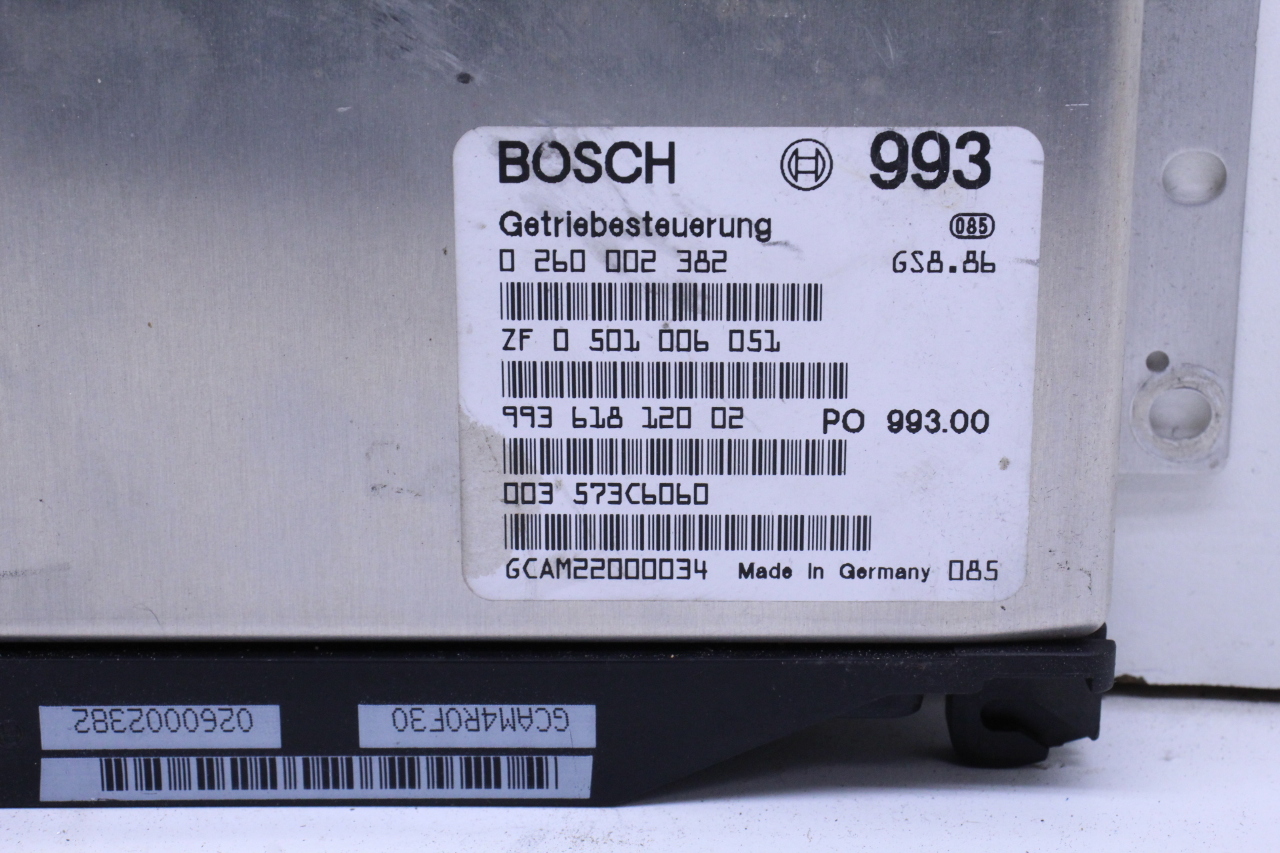 BOSCH 993
Getriebesteuerung 085
0 260 002 382 GS8.86
ZF 0 501 006 051
993 618 120 02 PO 993.00
003 573C6060
GCAM22000034 Made in Germany 085
GCAM4R0F30 0260002382